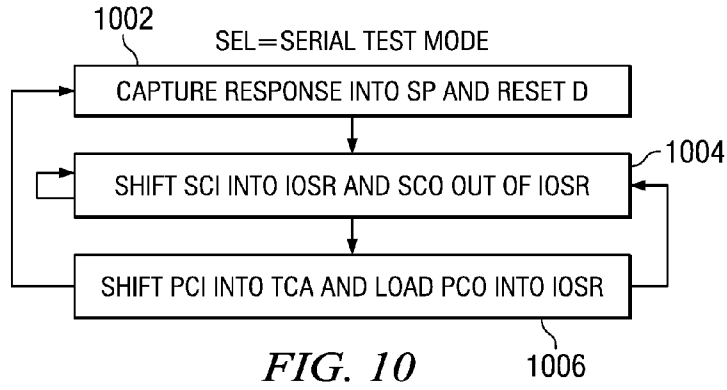 1002
SEL=SERIAL TEST MODE
CAPTURE RESPONSE INTO SP AND RESET D
1004
SHIFT SCI INTO IOSR AND SCO OUT OF IOSR
SHIFT PCI INTO TCA AND LOAD PCO INTO IOSR
1006
FIG. 10